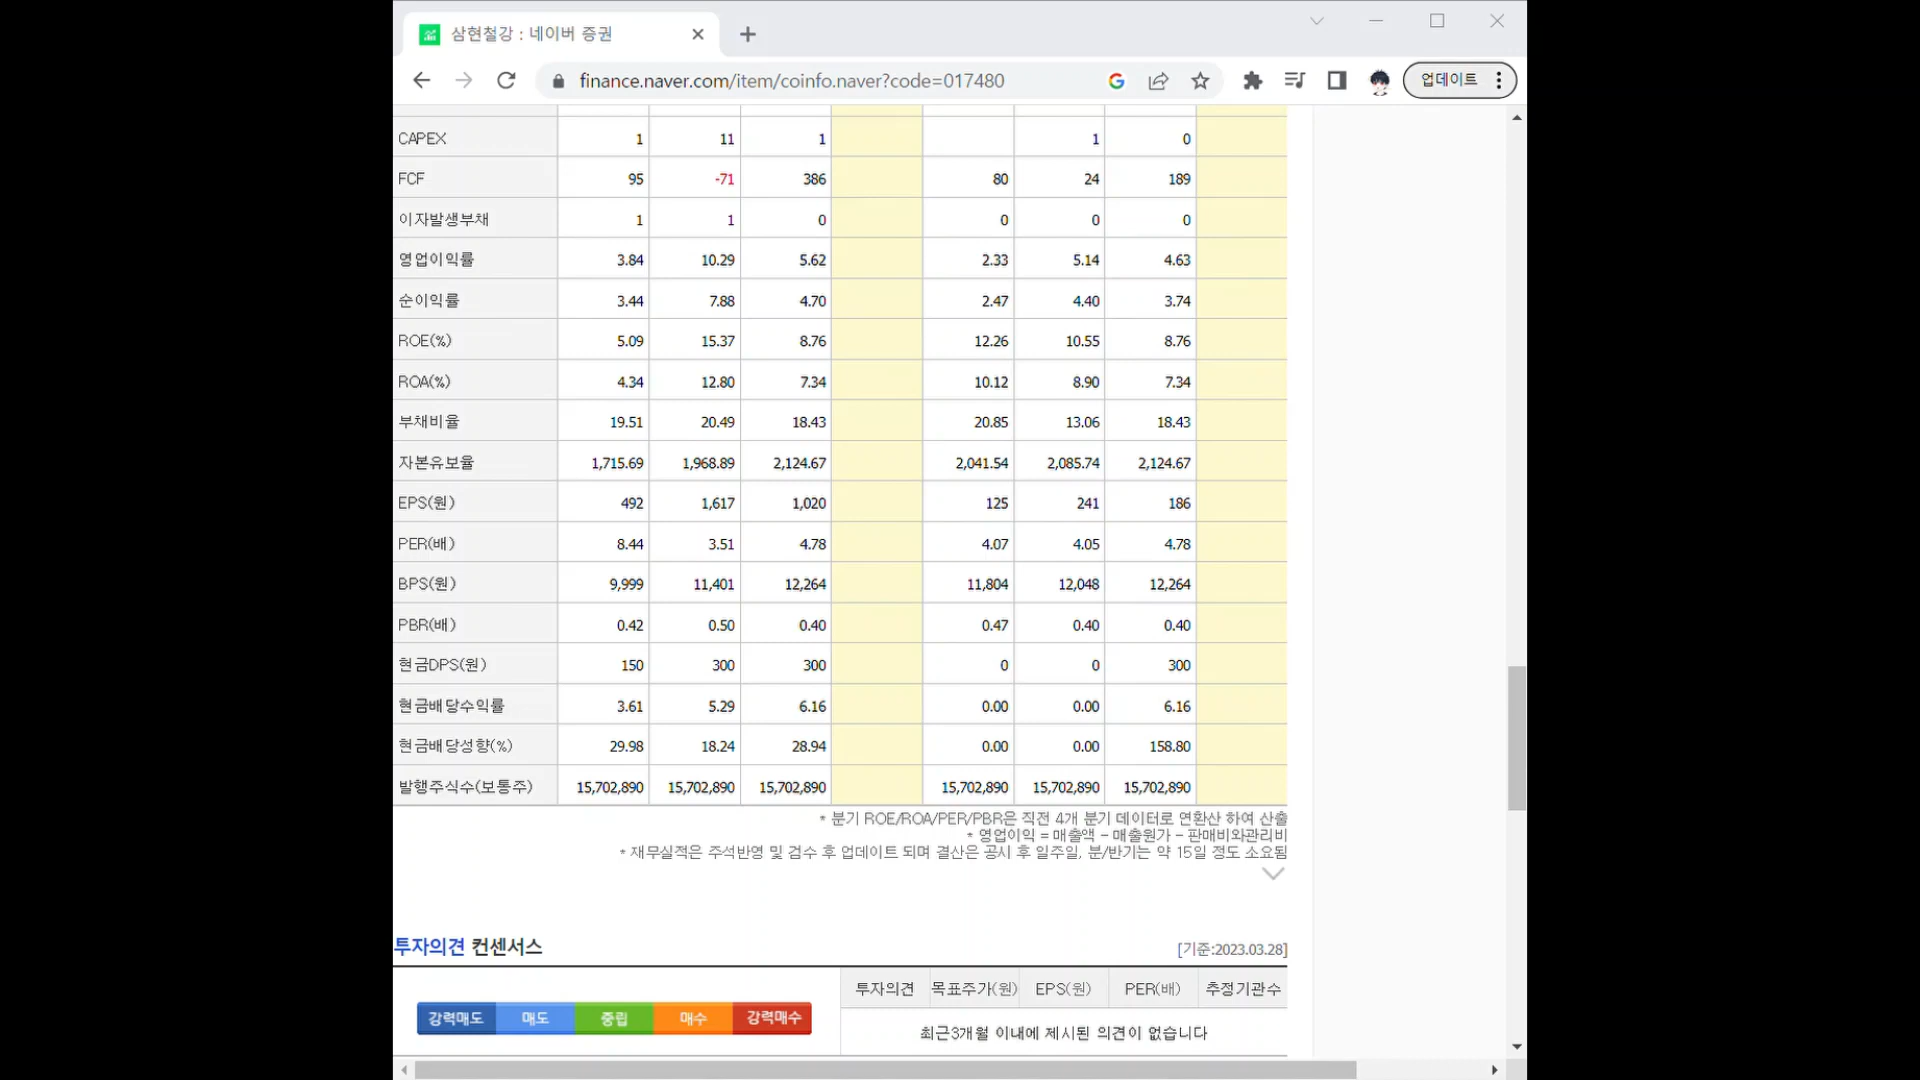 삼현철강 : 네이버 증권
finance.naver.com/item/coinfo.naver?code=017480
업데이트
CAPEX 1 11 1 1 0
FCF 95 -71 386 80 24 189
이자발생부채 1 1 0 0 0 0
영업이익률 3.84 10.29 5.62 2.33 5.14 4.63
순이익률 3.44 7.88 4.70 2.47 4.40 3.74
ROE(%) 5.09 15.37 8.76 12.26 10.55 8.76
ROA(%) 4.34 12.80 7.34 10.12 8.90 7.34
부채비율 19.51 20.49 18.43 20.85 13.06 18.43
자본유보율 1,715.69 1,968.89 2,124.67 2,041.54 2,085.74 2,124.67
EPS(원) 492 1,617 1,020 125 241 186
PER(배) 8.44 3.51 4.78 4.07 4.05 4.78
BPS(원) 9,999 11,401 12,264 11,804 12,048 12,264
PBR(배) 0.42 0.50 0.40 0.47 0.40 0.40
현금DPS(원) 150 300 300 0 0 300
현금배당수익률 3.61 5.29 6.16 0.00 0.00 6.16
현금배당성향(%) 29.98 18.24 28.94 0.00 0.00 158.80
발행주식수(보통주) 15,702,890 15,702,890 15,702,890 15,702,890 15,702,890 15,702,890
* 분기 ROE/ROA/PER/PBR은 직전 4개 분기 데이터로 연환산 하여 산출
* 영업이익 = 매출액 - 매출원가 - 판매비와관리비
* 재무실적은 주석반영 및 검수 후 업데이트 되며 결산은 공시 후 일주일, 분/반기는 약 15일 정도 소요됨
투자의견 컨센서스 [기준:2023.03.28]
투자의견 목표주가(원) EPS(원) PER(배) 추정기관수
강력매도 매도 중립 매수 강력매수
최근3개월 이내에 제시된 의견이 없습니다